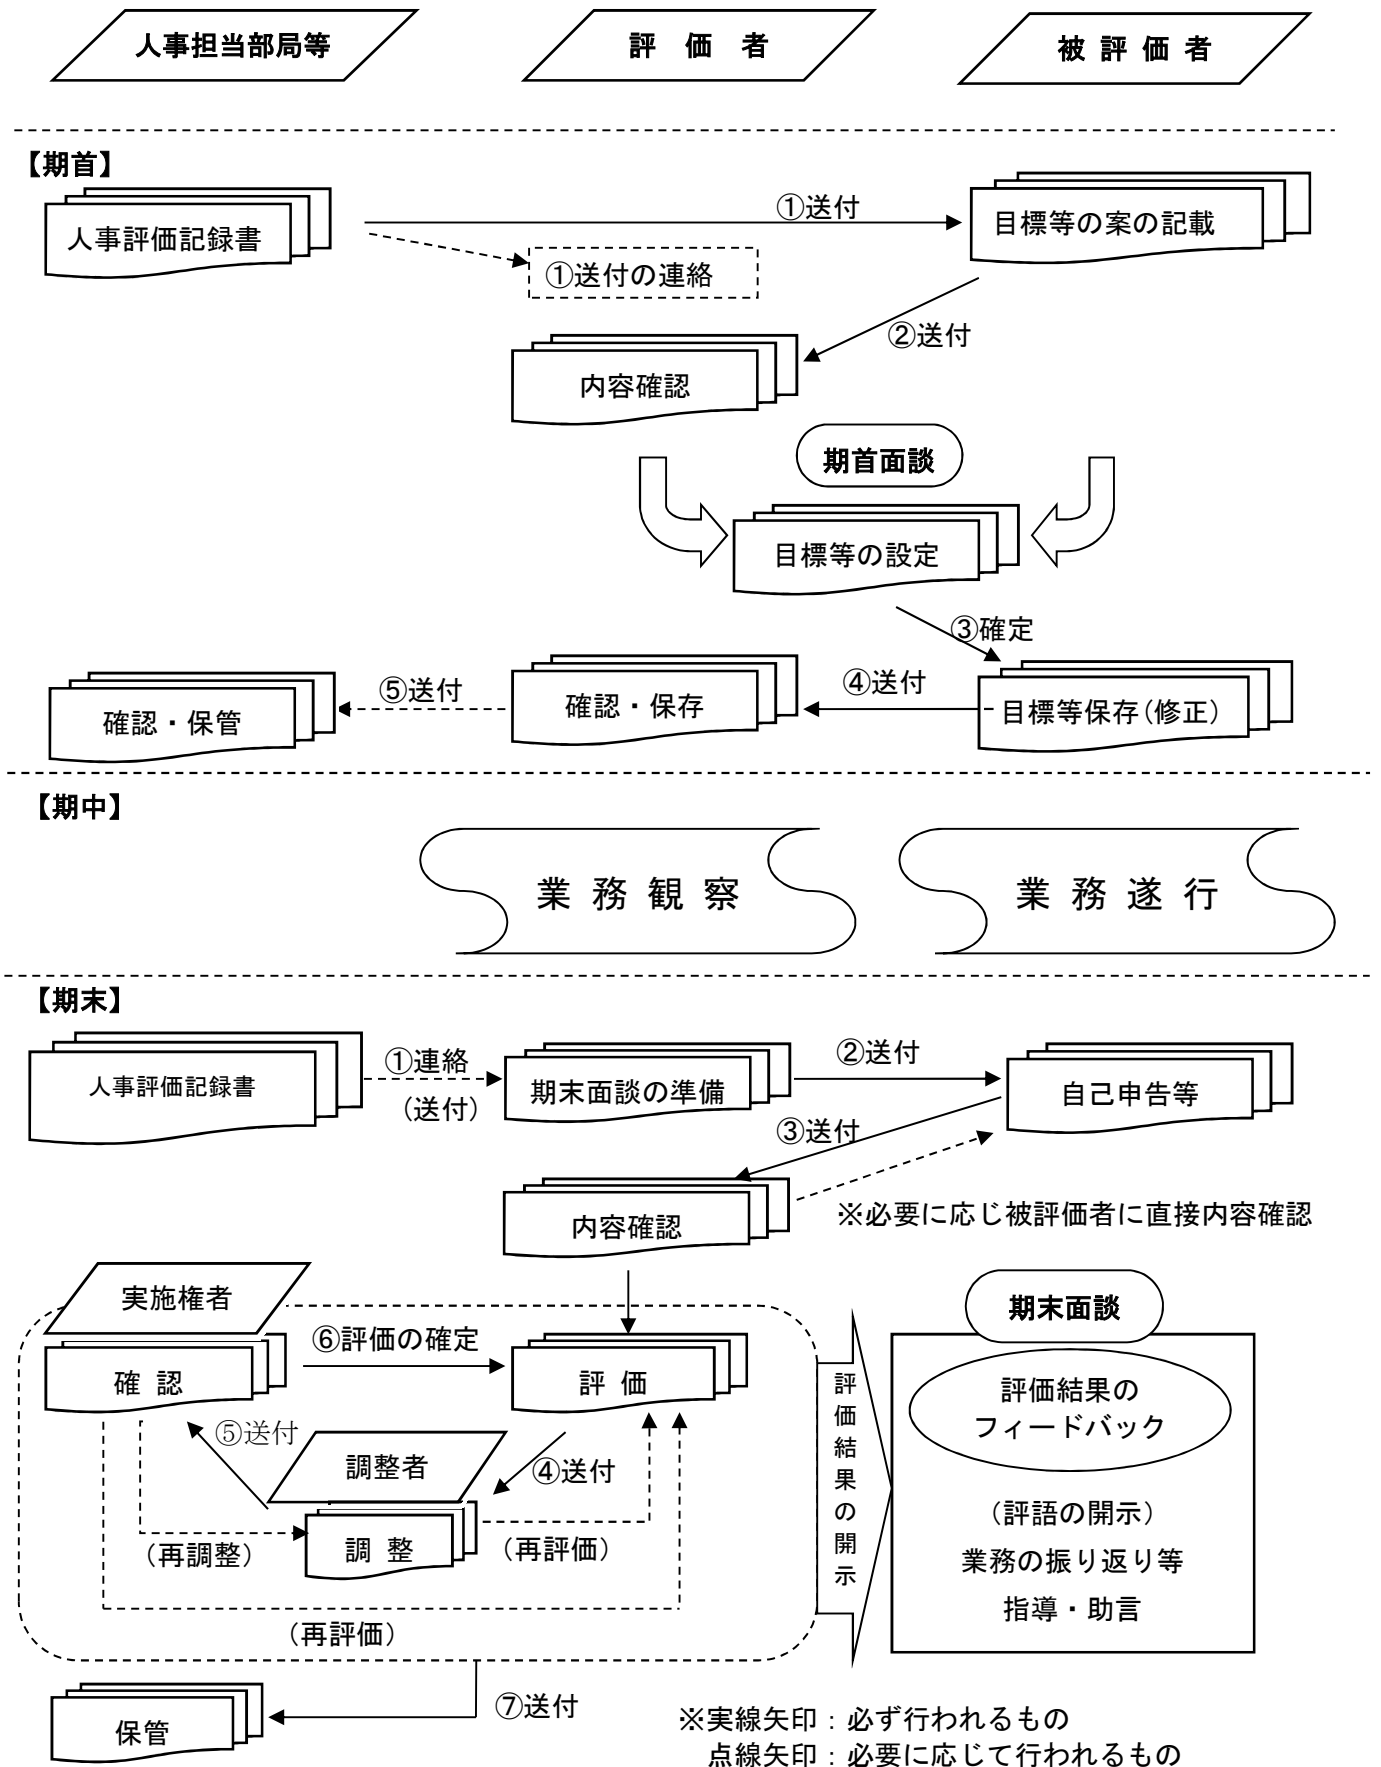 人事担当部局等
評　価　者
被 評 価 者
【期首】
人事評価記録書
①送付
目標等の案の記載
①送付の連絡
②送付
内容確認
期首面談
目標等の設定
③確定
確認・保管
⑤送付
確認・保存
④送付
目標等保存(修正)
【期中】
業 務 観 察
業 務 遂 行
【期末】
人事評価記録書
①連絡
(送付)
期末面談の準備
②送付
自己申告等
③送付
内容確認
※必要に応じ被評価者に直接内容確認
実施権者
確 認
⑥評価の確定
評 価
⑤送付
調整者
④送付
(再調整)
調 整
(再評価)
(再評価)
評価結果の開示
期末面談
評価結果の
フィードバック
(評語の開示)
業務の振り返り等
指導・助言
保管
⑦送付
※実線矢印：必ず行われるもの
点線矢印：必要に応じて行われるもの